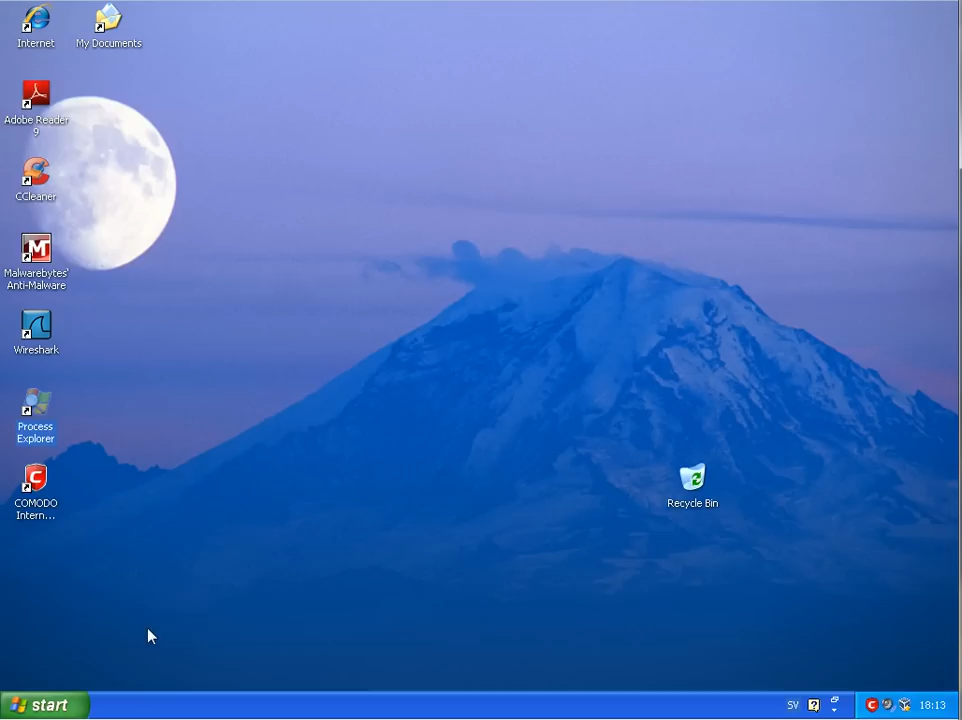 Internet
My Documents
Adobe Reader
9
CCleaner
Malwarebytes'
Anti-Malware
Wireshark
Process
Explorer
COMODO
Intern...
Recycle Bin
start
SV
18:13